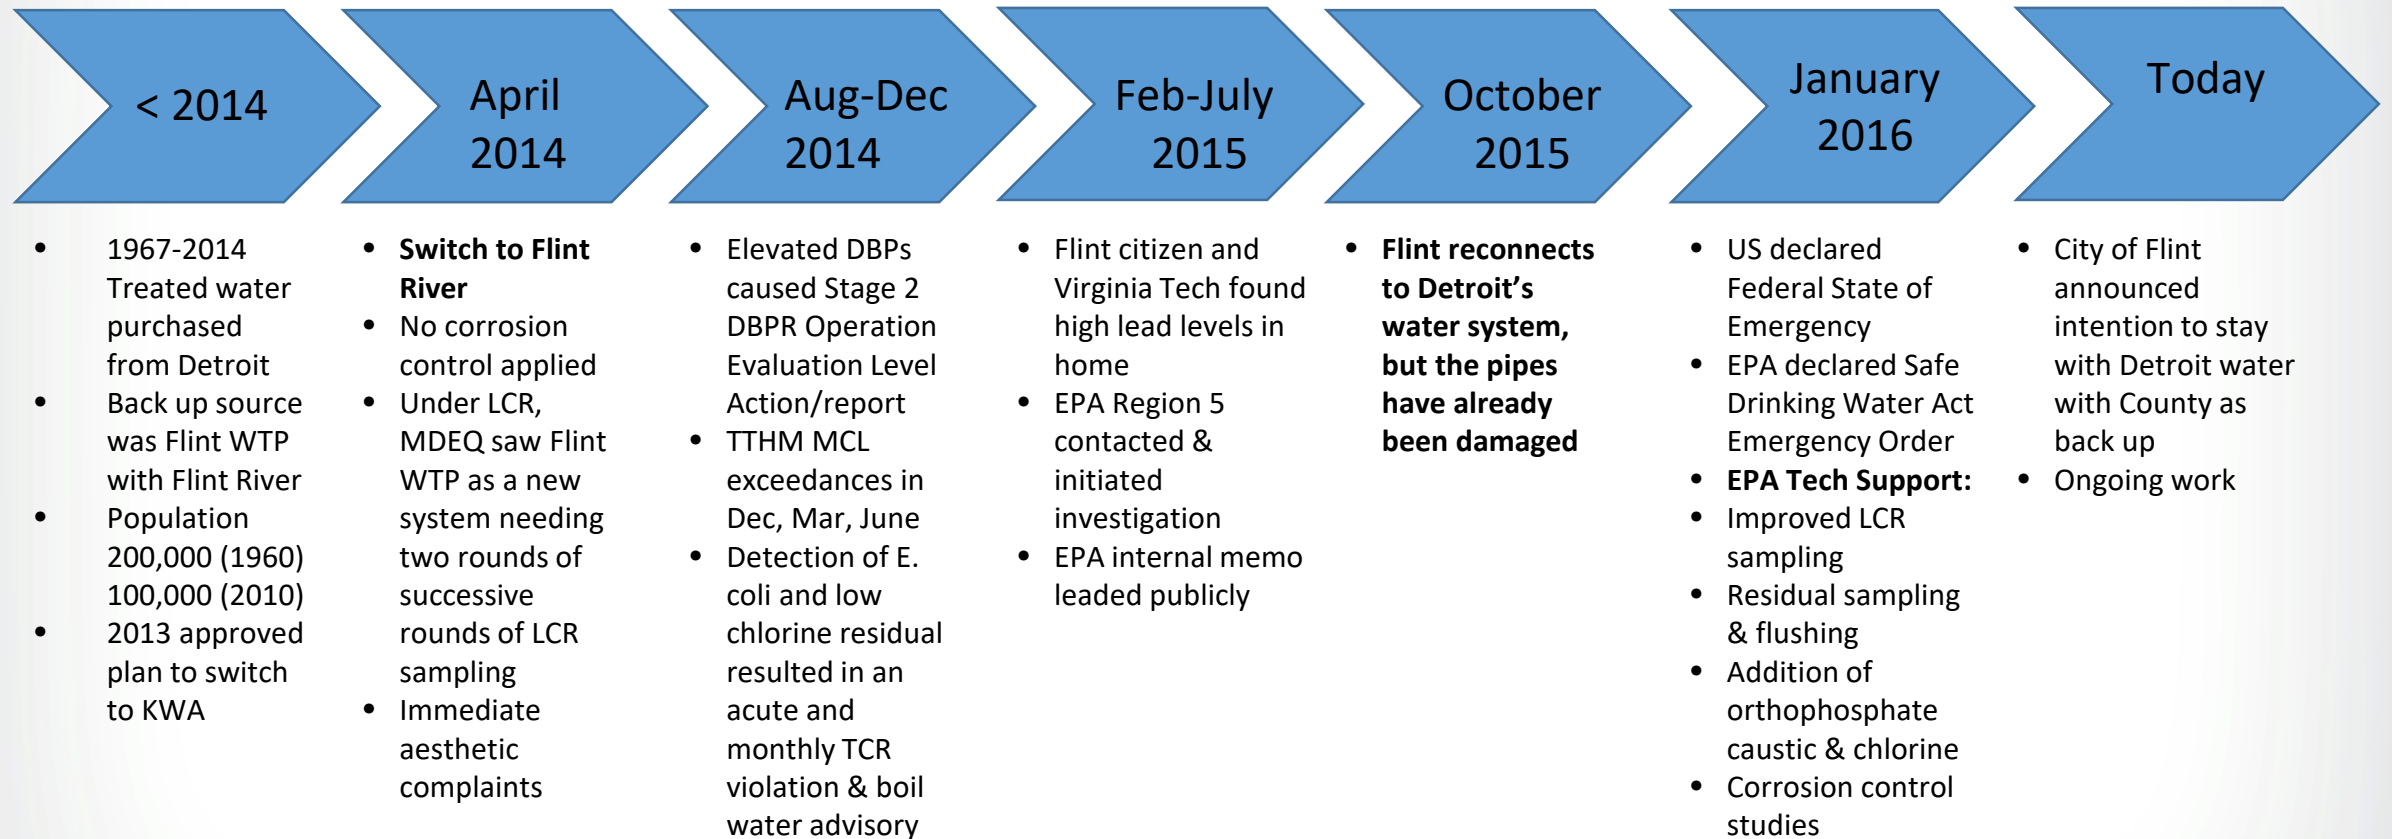 < 2014
April
2014
Aug-Dec
2014
Feb-July
2015
October
2015
January
2016
Today
• 1967-2014
Treated water
purchased
from Detroit
• Back up source
was Flint WTP
with Flint River
• Population
200,000 (1960)
100,000 (2010)
• 2013 approved
plan to switch
to KWA
• Switch to Flint
River
• No corrosion
control applied
• Under LCR,
MDEQ saw Flint
WTP as a new
system needing
two rounds of
successive
rounds of LCR
sampling
• Immediate
aesthetic
complaints
• Elevated DBPs
caused Stage 2
DBPR Operation
Evaluation Level
Action/report
• TTHM MCL
exceedances in
Dec, Mar, June
• Detection of E.
coli and low
chlorine residual
resulted in an
acute and
monthly TCR
violation & boil
water advisory
• Flint citizen and
Virginia Tech found
high lead levels in
home
• EPA Region 5
contacted &
initiated
investigation
• EPA internal memo
leaded publicly
• Flint reconnects
to Detroit’s
water system,
but the pipes
have already
been damaged
• US declared
Federal State of
Emergency
• EPA declared Safe
Drinking Water Act
Emergency Order
• EPA Tech Support:
• Improved LCR
sampling
• Residual sampling
& flushing
• Addition of
orthophosphate
caustic & chlorine
• Corrosion control
studies
• City of Flint
announced
intention to stay
with Detroit water
with County as
back up
• Ongoing work